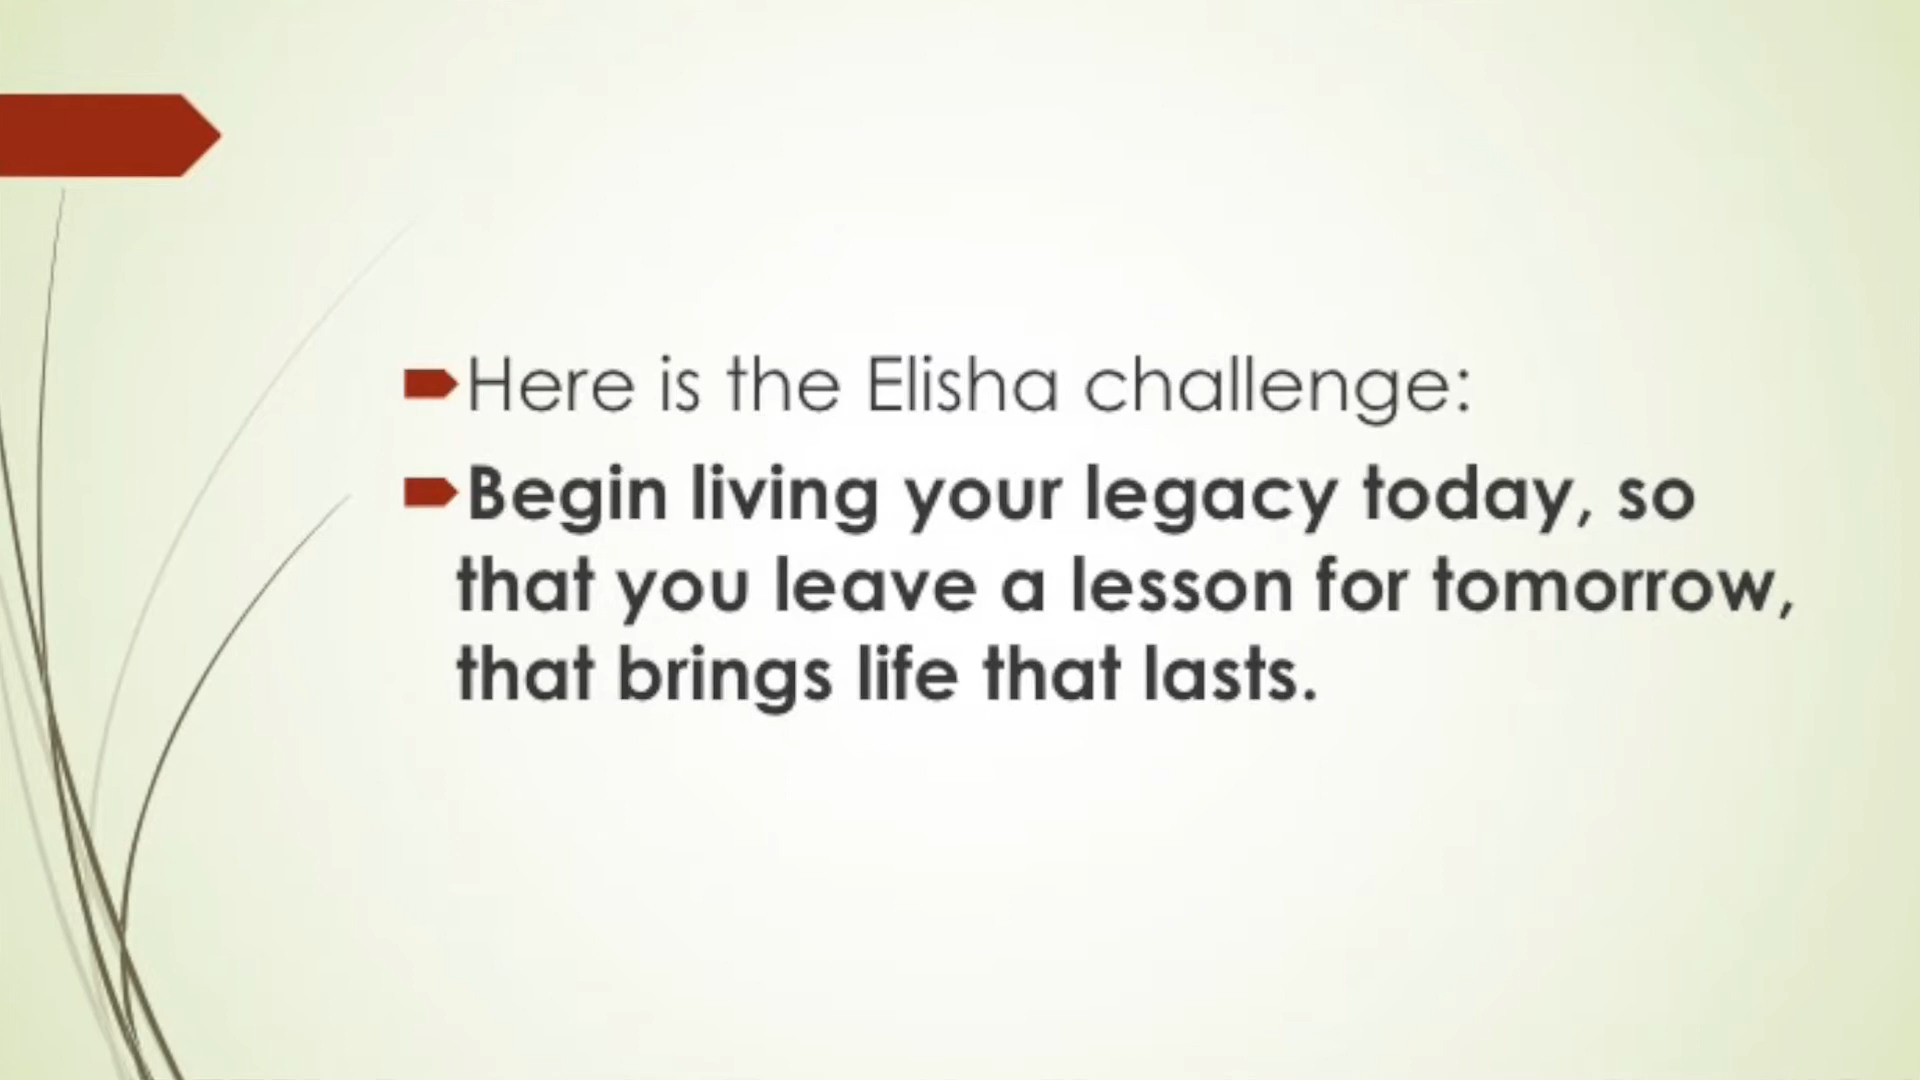 Here is the Elisha challenge:
Begin living your legacy today, so
that you leave a lesson for tomorrow,
that brings life that lasts.